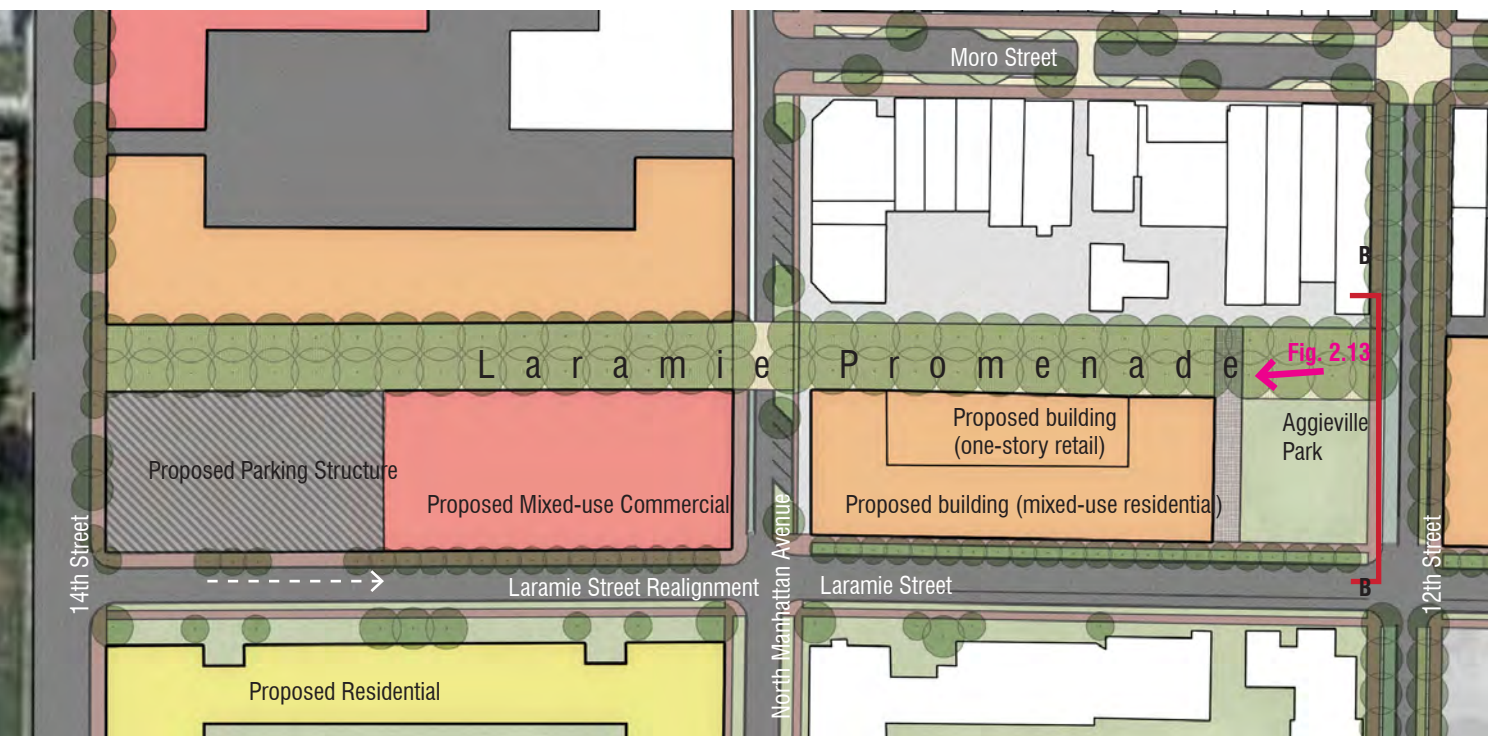 Moro Street
B
Fig. 2.13
Laramie Promenade
Proposed building
(one-story retail)
Aggieville
Park
Proposed Parking Structure
Proposed Mixed-use Commercial
Proposed building (mixed-use residential)
14th Street
North Manhattan Avenue
12th Street
Laramie Street Realignment
Laramie Street
B
Proposed Residential